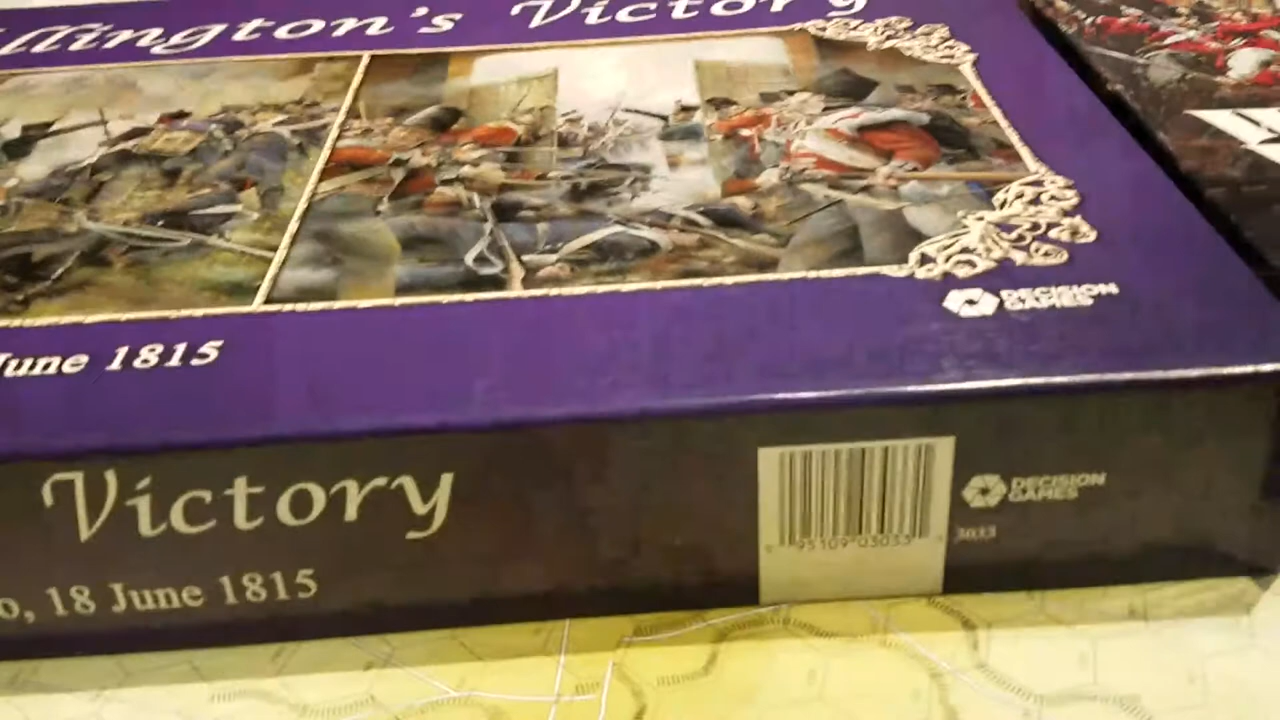 llington's Victory
DECISION
GAMES
June 1815
Victory
o, 18 June 1815
DECISION
GAMES
3033